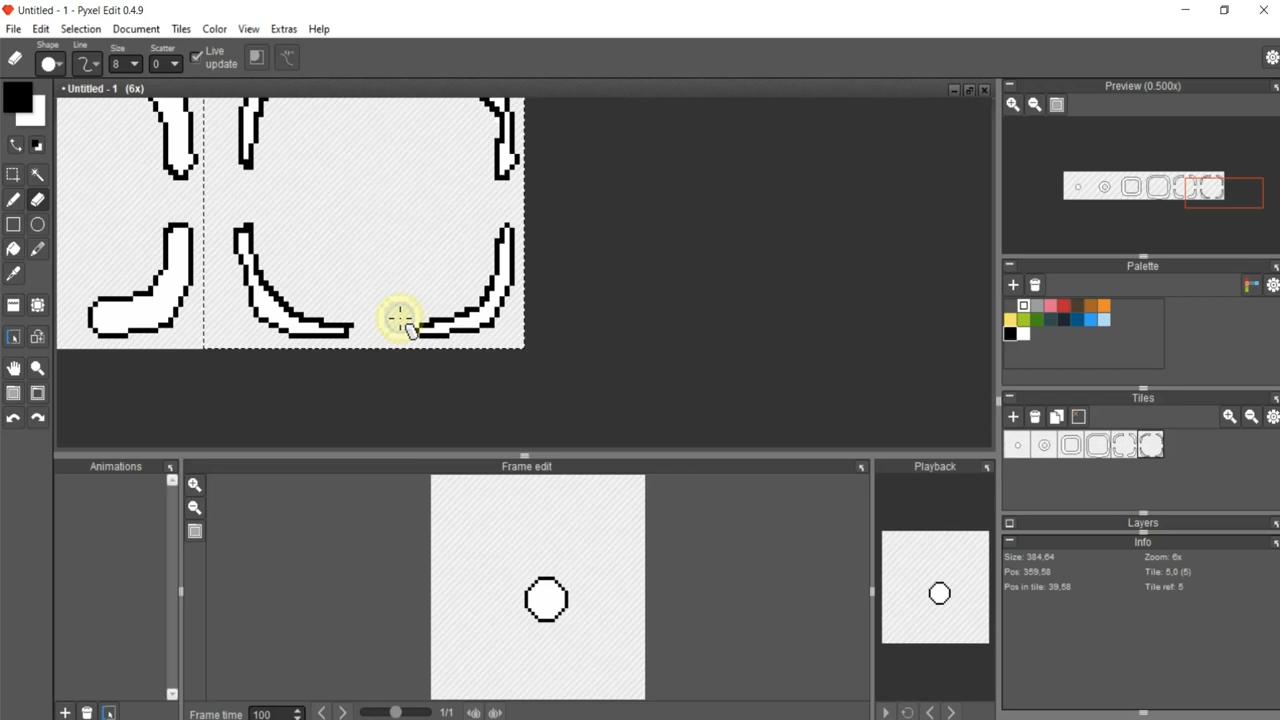 Untitled - 1 - Pyxel Edit 0.4.9
File Edit Selection Document Tiles Color View Extras Help
Shape Line Size Scatter
8 0 Live
update
• Untitled - 1 (6x)
Preview (0.500x)
Palette
Tiles
Animations
Frame edit
Playback
Layers
Info
Size: 384,64 Zoom: 6x
Pos: 359,58 Tile: 5,0 (5)
Pos in tile: 39,58 Tile ref: 5
Frame time 100 1/1